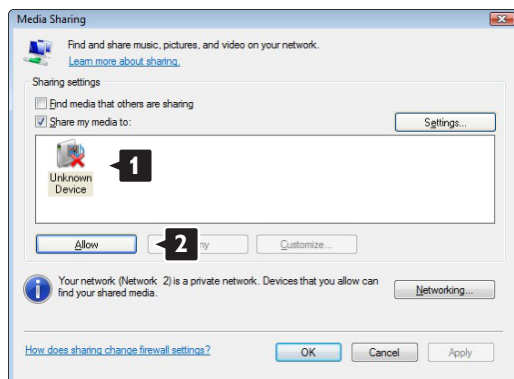 Media Sharing
Find and share music, pictures, and video on your network.
Learn more about sharing.
Sharing settings
Find media that others are sharing
Share my media to:
Settings...
1
Unknown
Device
Allow
2
ny
Customize...
Your network (Network 2) is a private network. Devices that you allow can
find your shared media.
Networking...
How does sharing change firewall settings?
OK
Cancel
Apply